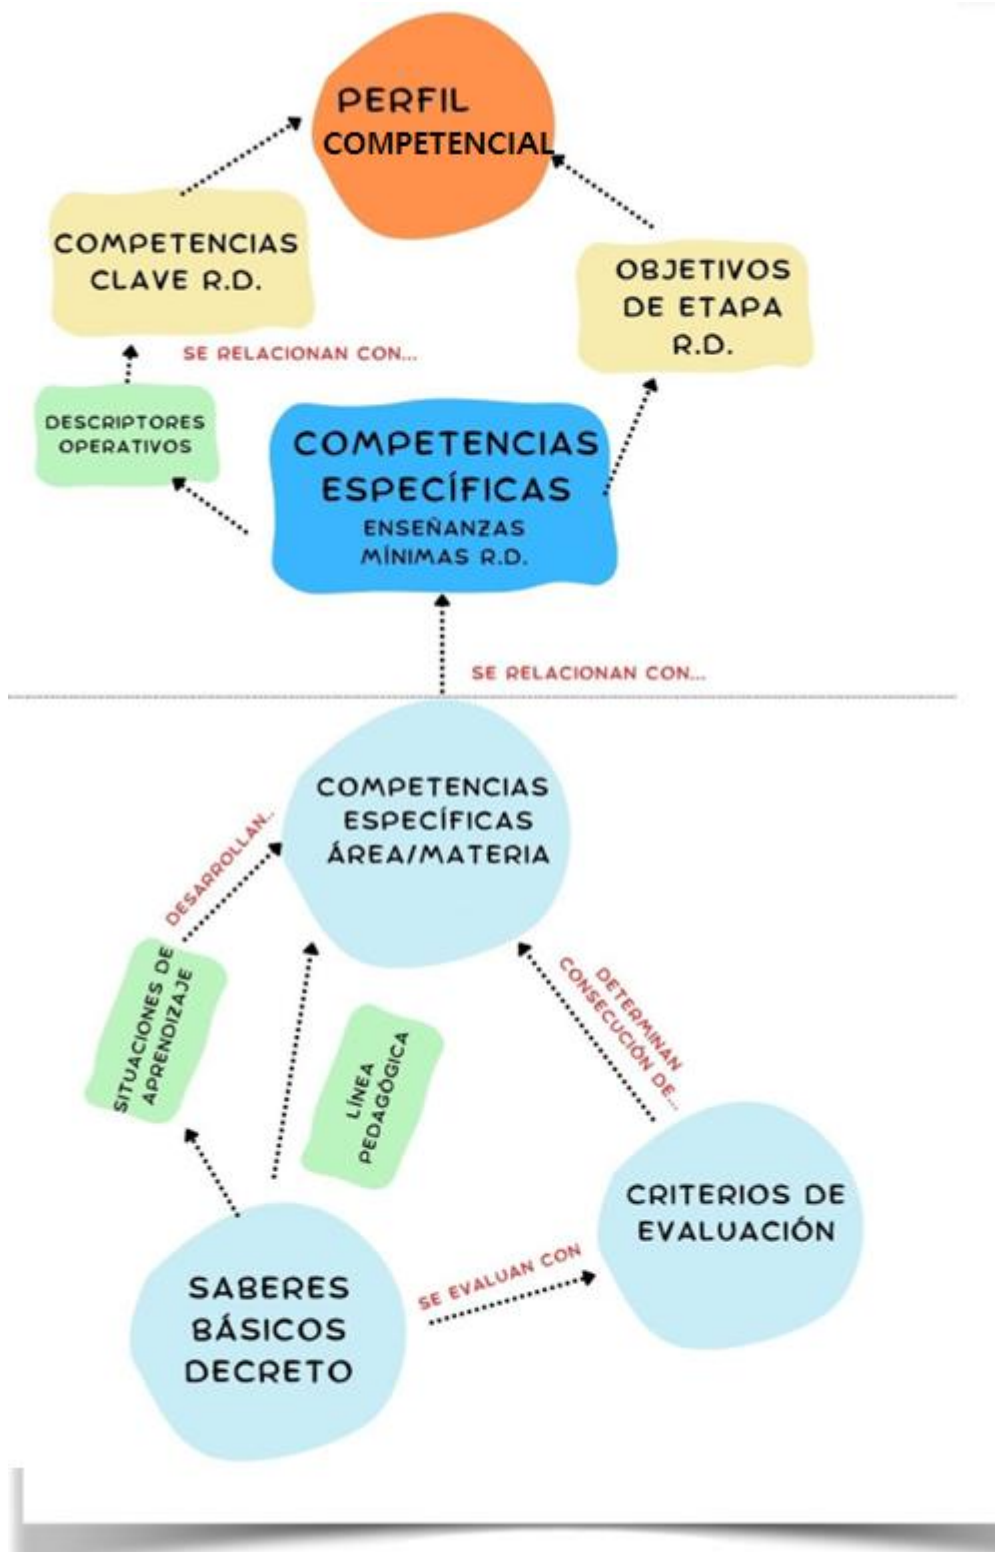 PERFIL
COMPETENCIAL
COMPETENCIAS
CLAVE R.D.
OBJETIVOS
DE ETAPA
R.D.
SE RELACIONAN CON...
DESCRIPTORES
OPERATIVOS
COMPETENCIAS
ESPECÍFICAS
ENSEÑANZAS
MÍNIMAS R.D.
SE RELACIONAN CON...
COMPETENCIAS
ESPECÍFICAS
ÁREA/MATERIA
DESARROLLAN..
SITUACIONES DE
APRENDIZAJE
LÍNEA
PEDAGÓGICA
DETERMINAN
CONSECUCIÓN DE...
CRITERIOS DE
EVALUACIÓN
SE EVALUAN CON
SABERES
BÁSICOS
DECRETO